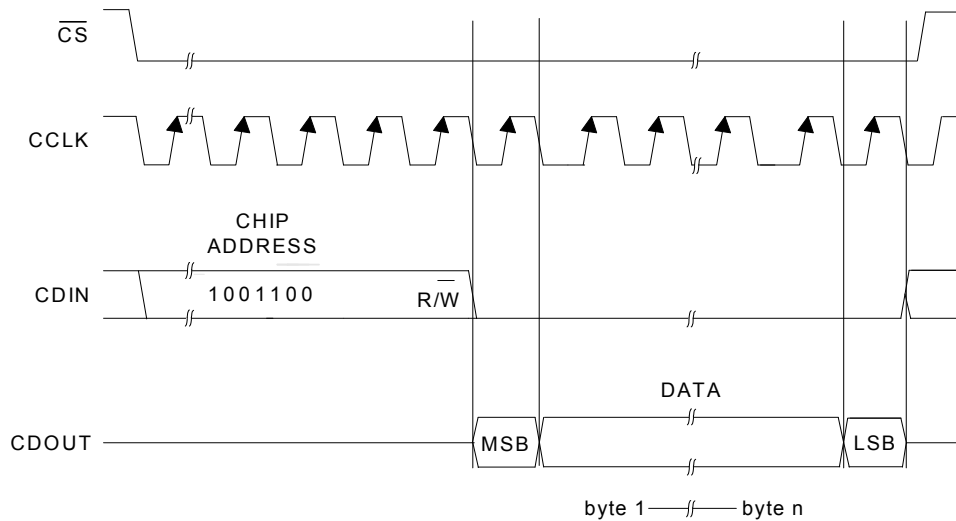 CS
CCLK
CHIP
ADDRESS
CDIN
1001100
R/W
DATA
CDOUT
MSB
LSB
byte 1
byte n